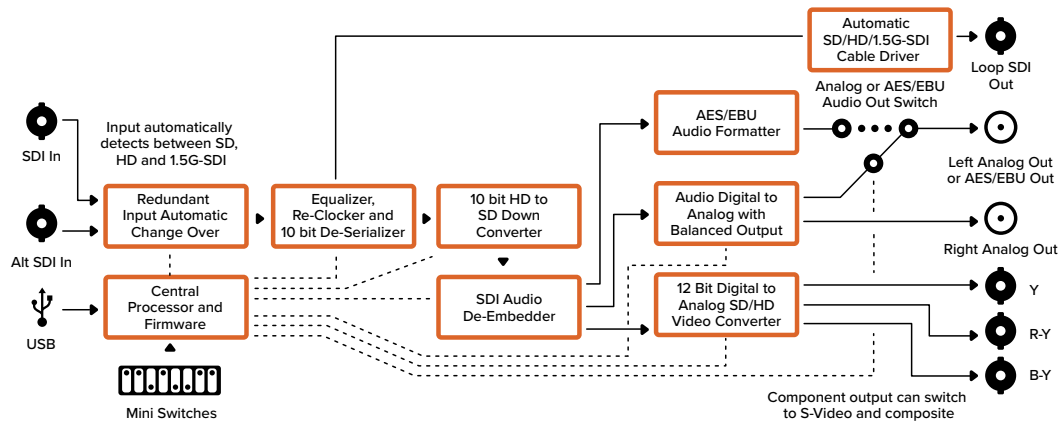 Automatic
SD/HD/1.5G-SDI
Cable Driver
Loop SDI
Out
Analog or AES/EBU
Audio Out Switch
SDI In
Input automatically
detects between SD,
HD and 1.5G-SDI
AES/EBU
Audio Formatter
Left Analog Out
or AES/EBU Out
Alt SDI In
Redundant
Input Automatic
Change Over
Equalizer,
Re-Clocker and
10 bit De-Serializer
10 bit HD to
SD Down
Converter
Audio Digital to
Analog with
Balanced Output
Right Analog Out
USB
Central
Processor and
Firmware
SDI Audio
De-Embedder
12 Bit Digital to
Analog SD/HD
Video Converter
Y
R-Y
B-Y
Mini Switches
Component output can switch
to S-Video and composite